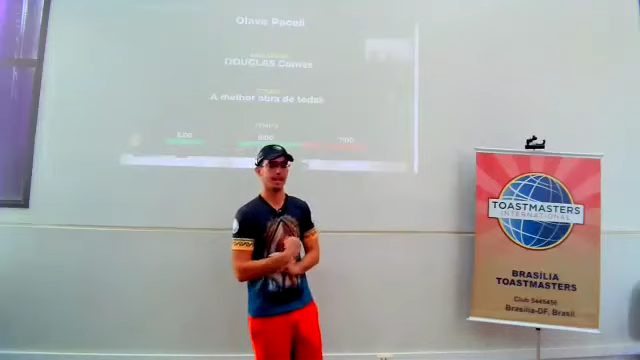 Olavo Poceti
DOUGLAS Correa
A melhor obra de todas
5:00
6:00
7:00
TOASTMASTERS
INTERNATIONAL
BRASÍLIA
TOASTMASTERS
Brasília-DF, Brasil